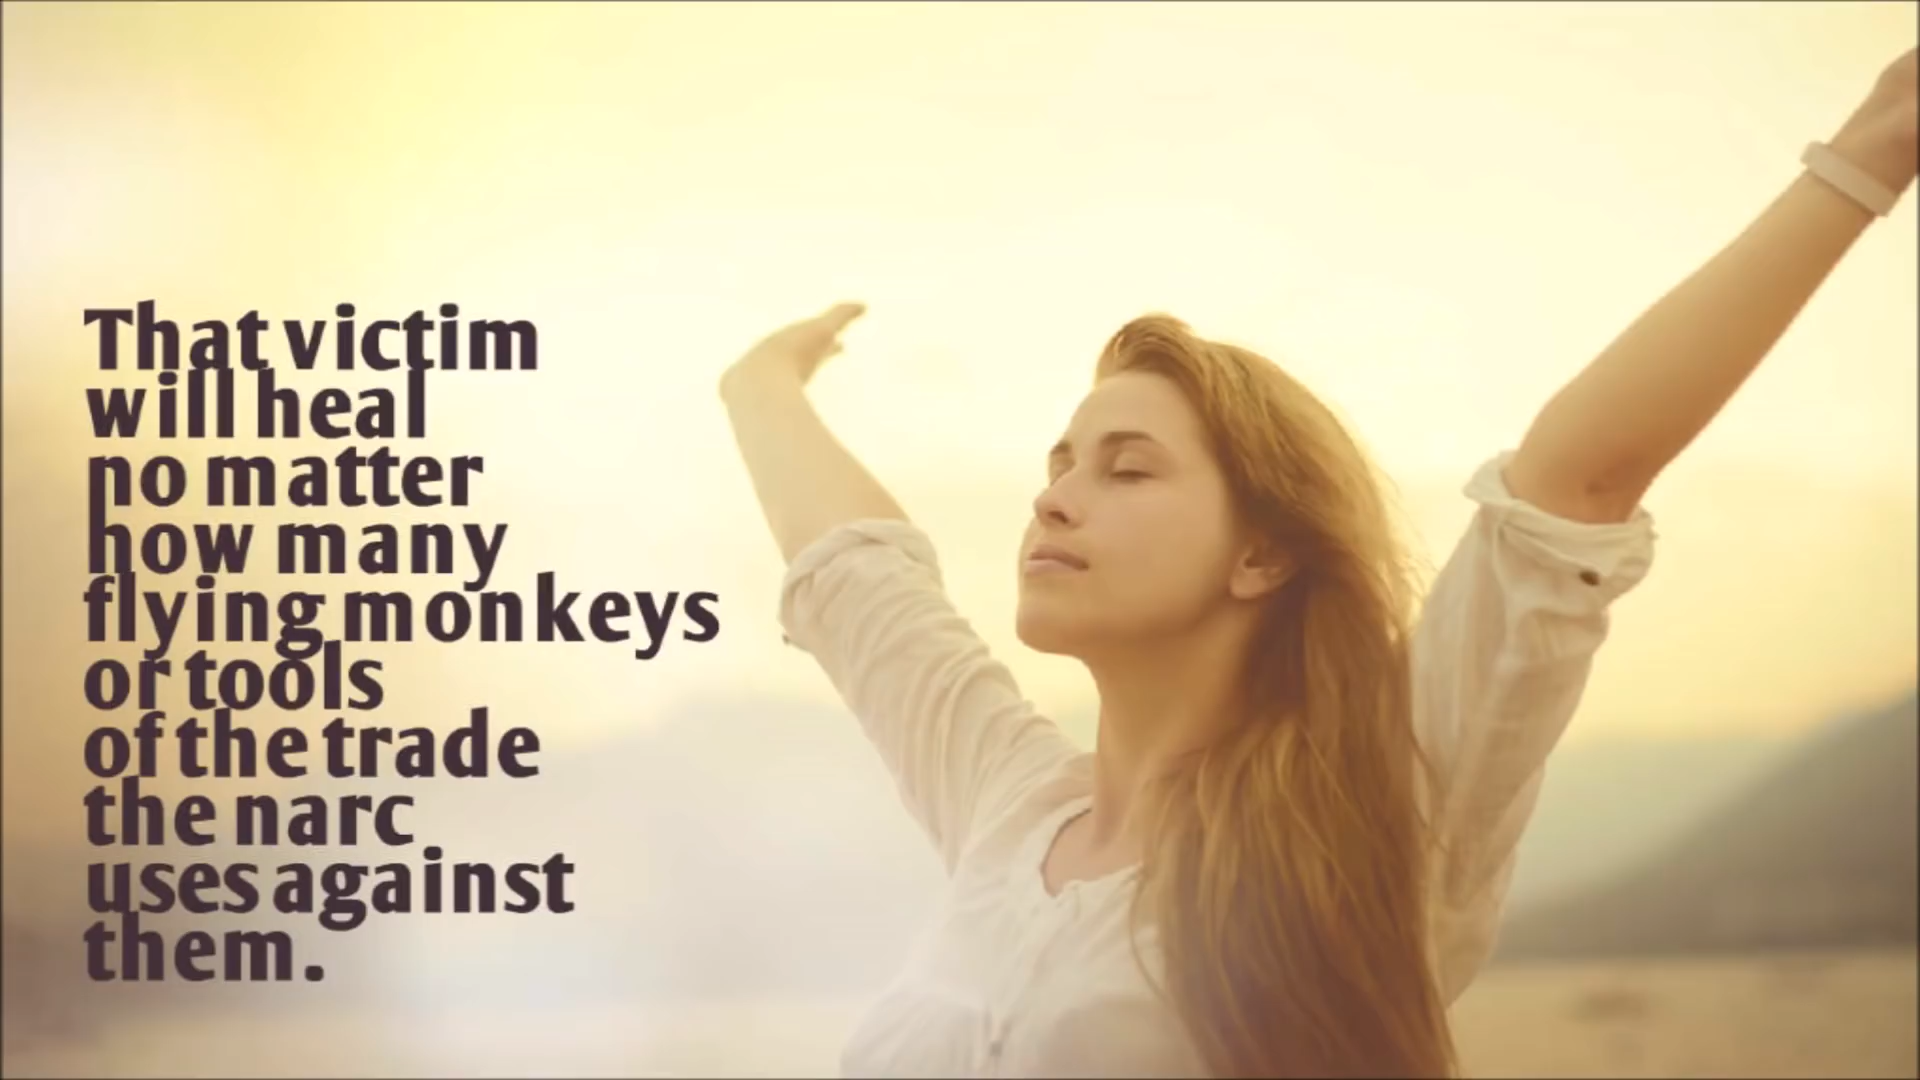 That victim
will heal
no matter
how many
flying monkeys
or tools
of the trade
the narc
uses against
them.